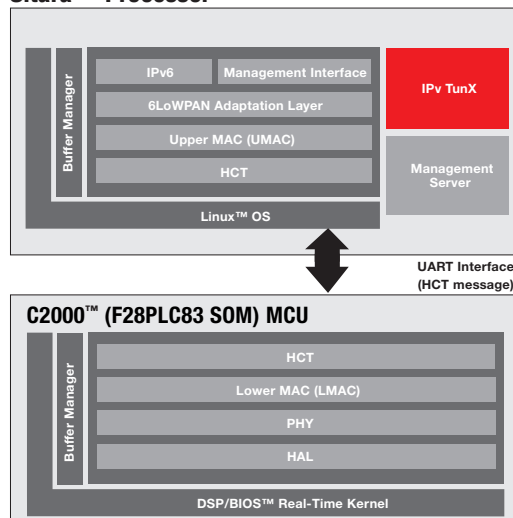 IPv6
Management Interface
6LoWPAN Adaptation Layer
Upper MAC (UMAC)
HCT
Buffer Manager
Linux™ OS
IPv TunX
Management
Server
UART Interface
(HCT message)
C2000™ (F28PLC83 SOM) MCU
Buffer Manager
HCT
Lower MAC (LMAC)
PHY
HAL
DSP/BIOS™ Real-Time Kernel